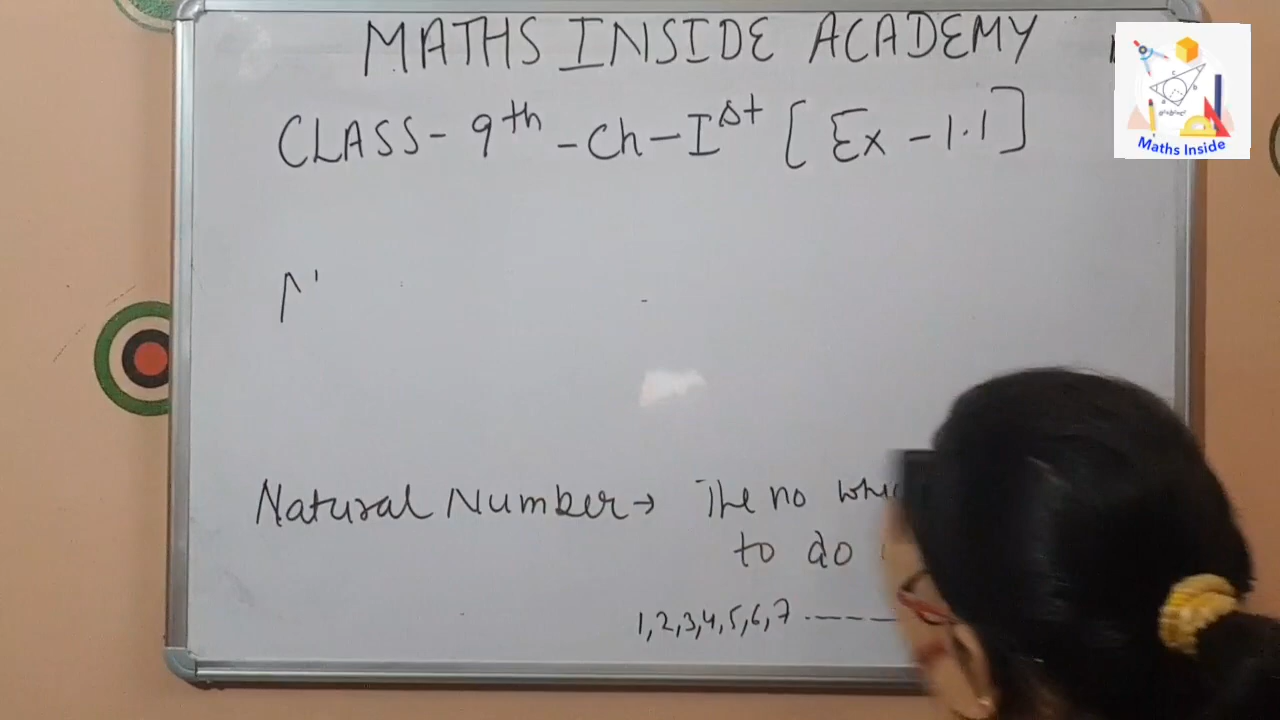 MATHS INSIDE ACADEMY
CLASS - 9th - Ch - Ist [Ex - 1.1]
Maths Inside
Natural Number → The no
to do
1,2,3,4,5,6,7 -----